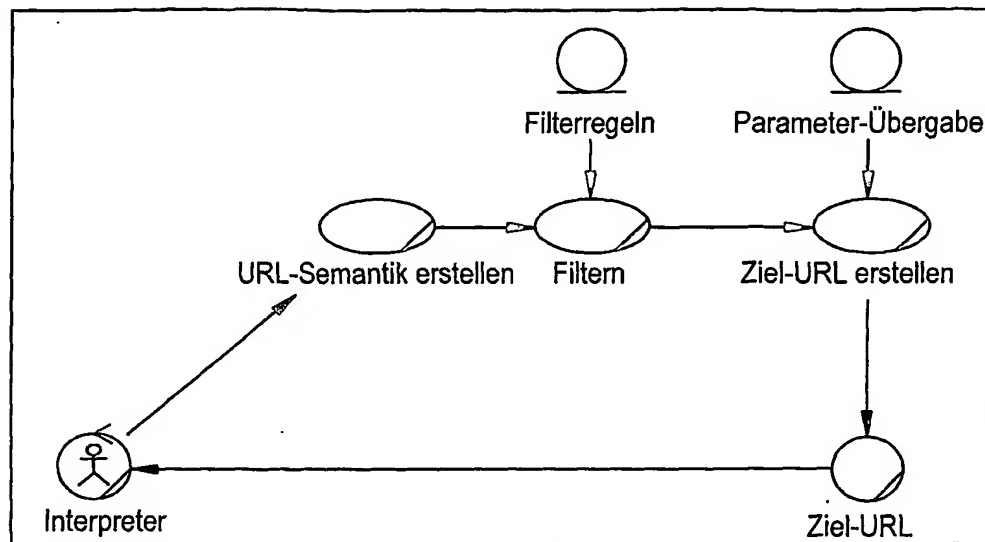 Filterregeln
Parameter-Übergabe
URL-Semantik erstellen
Filtern
Ziel-URL erstellen
Interpreter
Ziel-URL